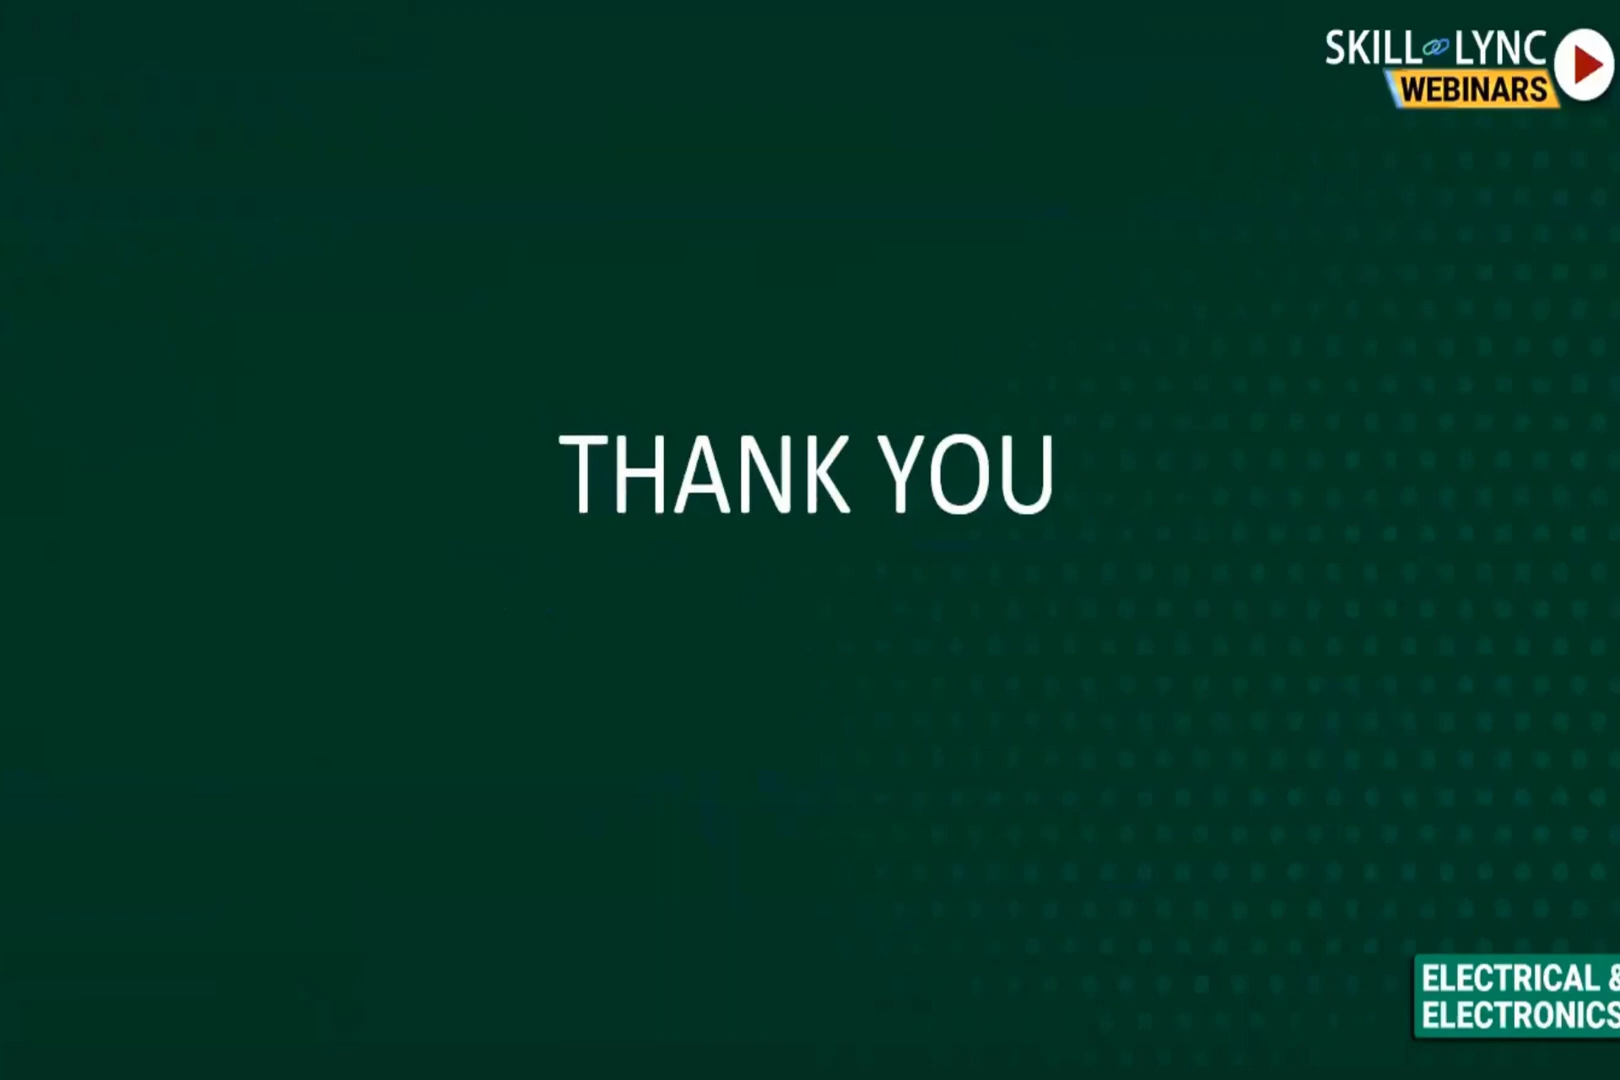 SKILL LYNC
WEBINARS
THANK YOU
ELECTRICAL &
ELECTRONICS